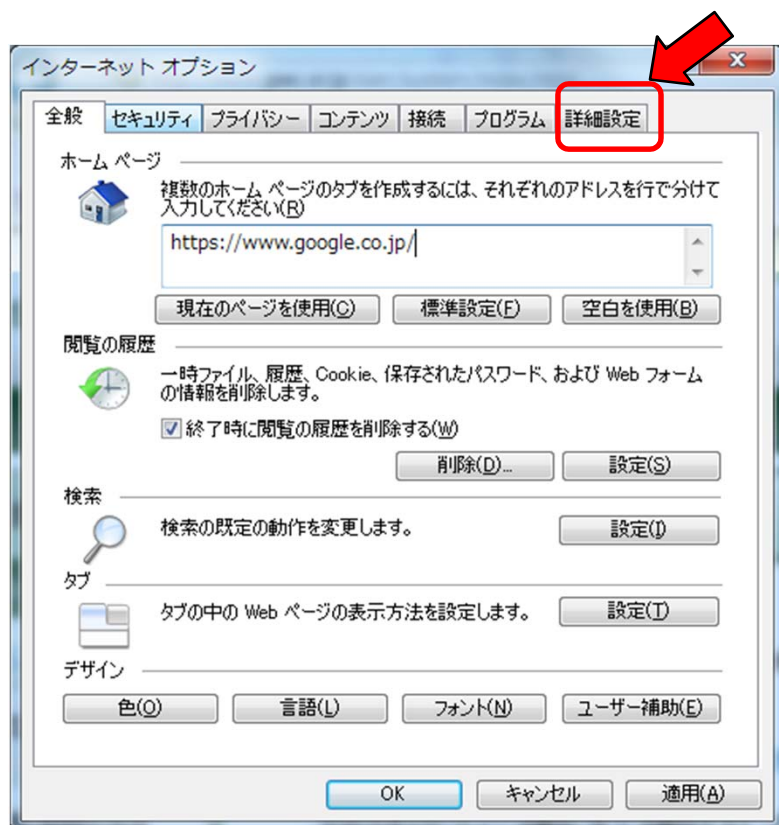 インターネット オプション
全般 セキュリティ プライバシー コンテンツ 接続 プログラム 詳細設定
ホーム ページ
複数のホーム ページのタブを作成するには、それぞれのアドレスを行で分けて
入力してください(R)
https://www.google.co.jp/
現在のページを使用(C) 標準設定(F) 空白を使用(B)
閲覧の履歴
一時ファイル、履歴、Cookie、保存されたパスワード、および Web フォーム
の情報を削除します。
終了時に閲覧の履歴を削除する(W)
削除(D)... 設定(S)
検索
検索の既定の動作を変更します。 設定(I)
タブ
タブの中の Web ページの表示方法を設定します。 設定(T)
デザイン
色(O) 言語(L) フォント(N) ユーザー補助(E)
OK キャンセル 適用(A)